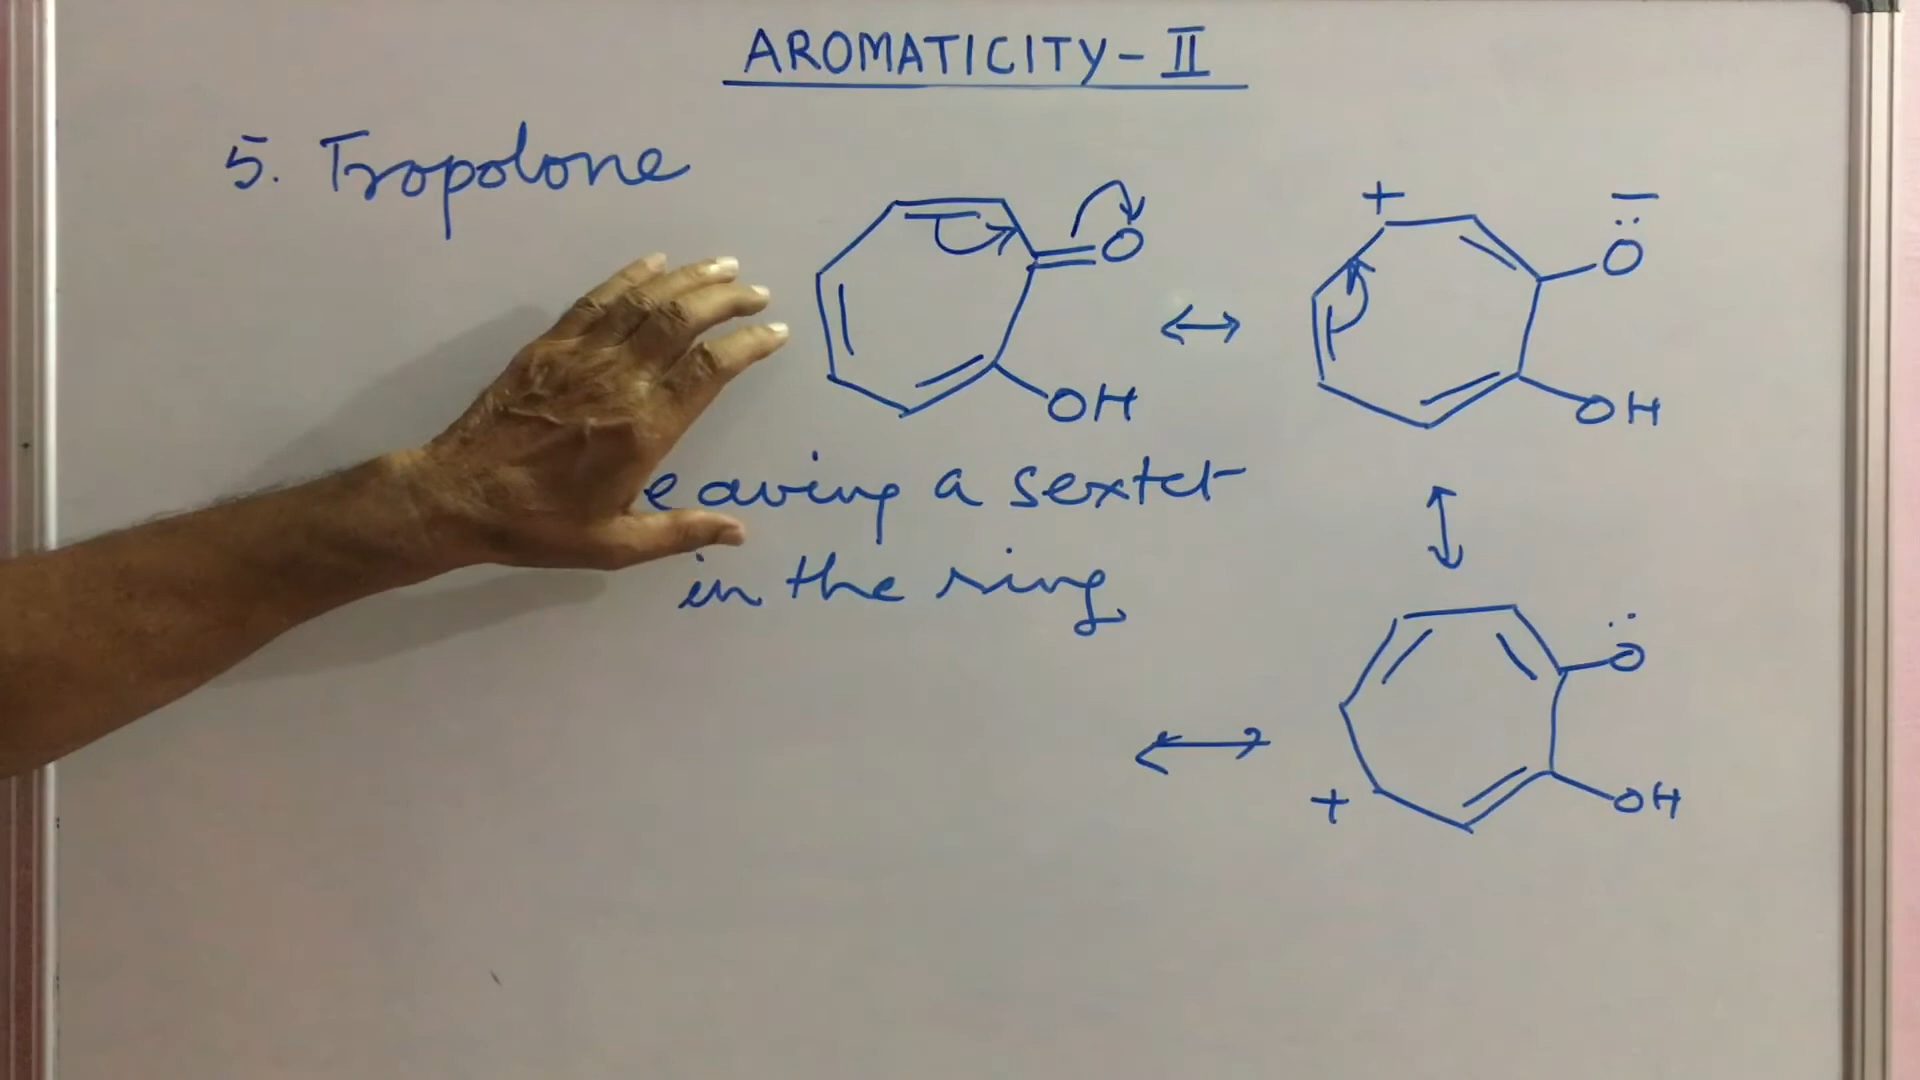 AROMATICITY - II
5. Tropolone
O
OH
+
O
OH
eaving a sextet
in the ring
O
+
OH